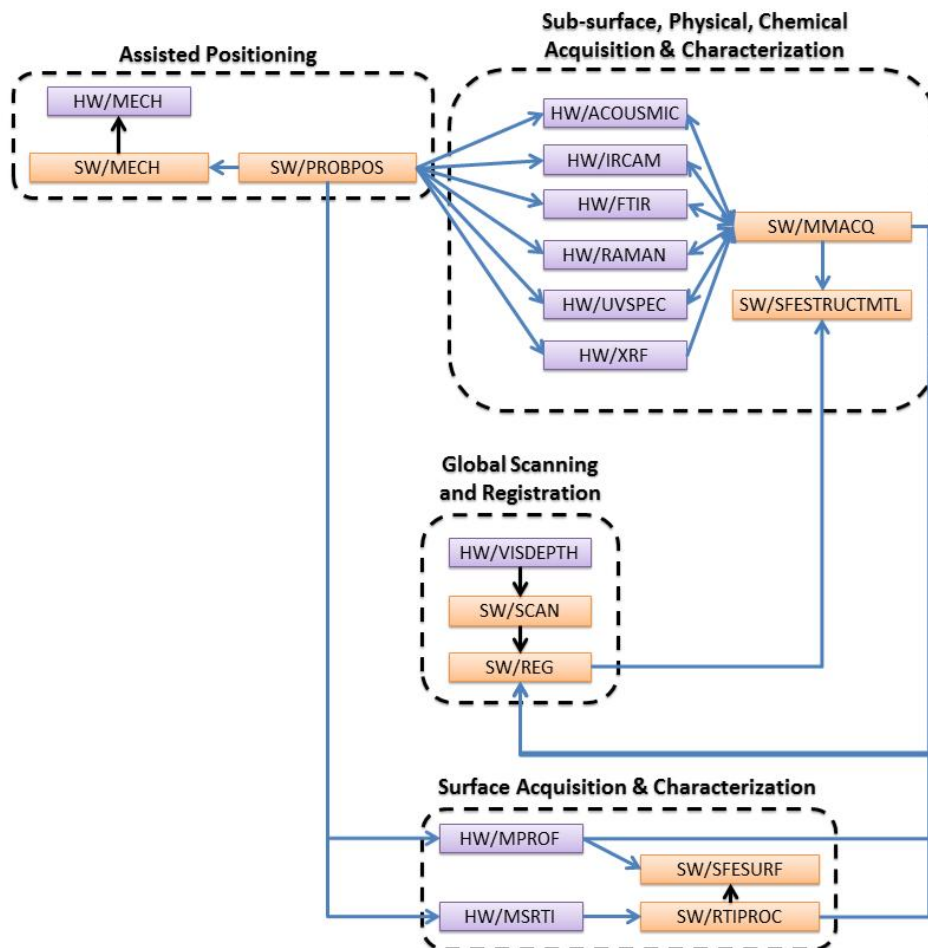 Assisted Positioning
HW/MECH
SW/MECH
SW/PROBPOS
Sub-surface, Physical, Chemical
Acquisition & Characterization
HW/ACOUSMIC
HW/IRCAM
HW/FTIR
HW/RAMAN
HW/UVSPEC
HW/XRF
SW/MMACQ
SW/SFESTRUCTMTL
Global Scanning
and Registration
HW/VISDEPTH
SW/SCAN
SW/REG
Surface Acquisition & Characterization
HW/MPROF
SW/SFESURF
HW/MSRTI
SW/RTIPROC